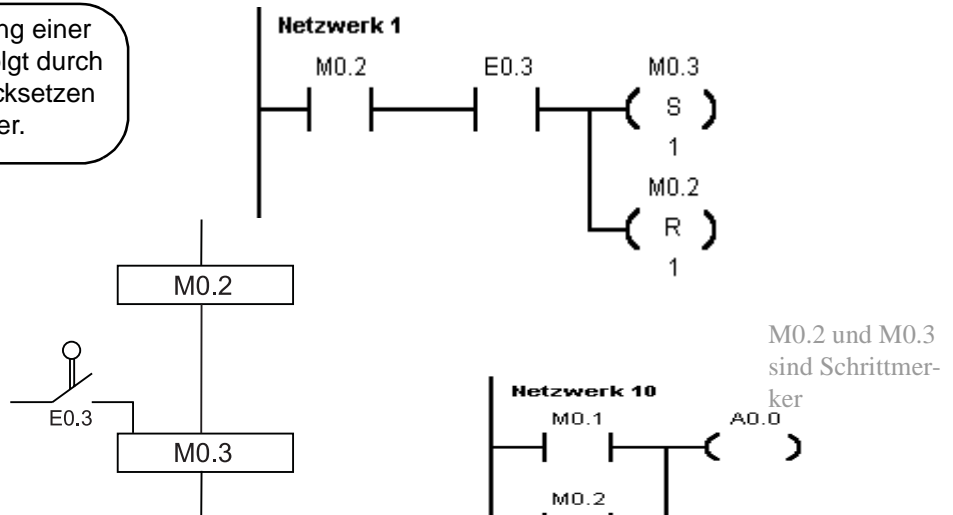 ng einer
lgt durch
cksetzen
er.
Netzwerk 1
M0.2 E0.3 M0.3
S
1
M0.2
R
1
M0.2
E0.3
M0.3
M0.2 und M0.3
sind Schrittmer-
ker
Netzwerk 10
M0.1 A0.0
M0.2